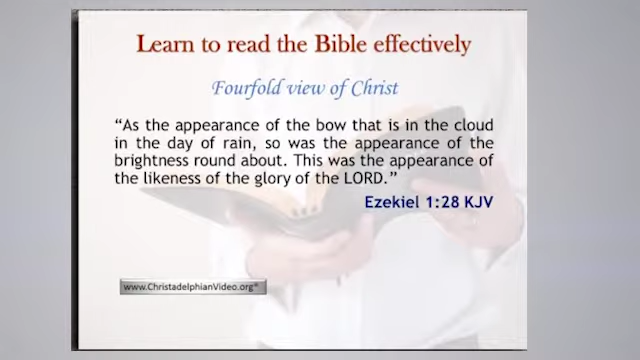 Learn to read the Bible effectively
Fourfold view of Christ
“As the appearance of the bow that is in the cloud
in the day of rain, so was the appearance of the
brightness round about. This was the appearance of
the likeness of the glory of the LORD.”
Ezekiel 1:28 KJV
www.ChristadelphianVideo.org®